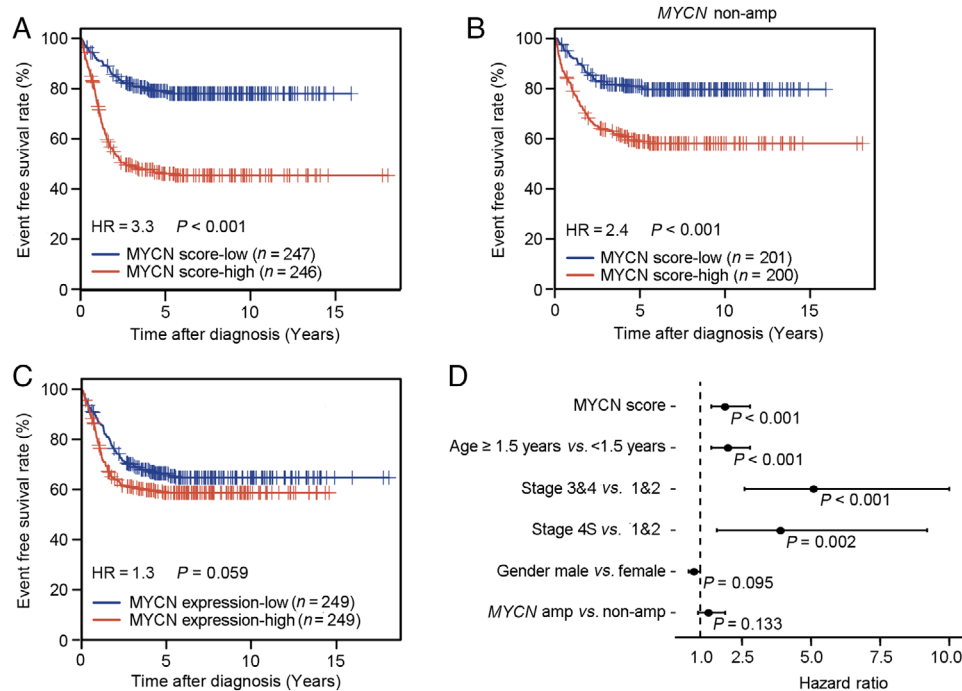 A
Event free suvival rate (%)
100
80
60
40
20
0
HR = 3.3 P < 0.001
MYCN score-low (n = 247)
MYCN score-high (n = 246)
0 5 10 15
Time after diagnosis (Years)
B
MYCN non-amp
Event free suvival rate (%)
100
80
60
40
20
0
HR = 2.4 P < 0.001
MYCN score-low (n = 201)
MYCN score-high (n = 200)
0 5 10 15
Time after diagnosis (Years)
C
Event free suvival rate (%)
100
80
60
40
20
0
HR = 1.3 P = 0.059
MYCN expression-low (n = 249)
MYCN expression-high (n = 249)
0 5 10 15
Time after diagnosis (Years)
D
MYCN score
P < 0.001
Age ≥ 1.5 years vs. <1.5 years
P < 0.001
Stage 3&4 vs. 1&2
P < 0.001
Stage 4S vs. 1&2
P = 0.002
Gender male vs. female
P = 0.095
MYCN amp vs. non-amp
P = 0.133
1.0 2.5 5.0 7.5 10.0
Hazard ratio